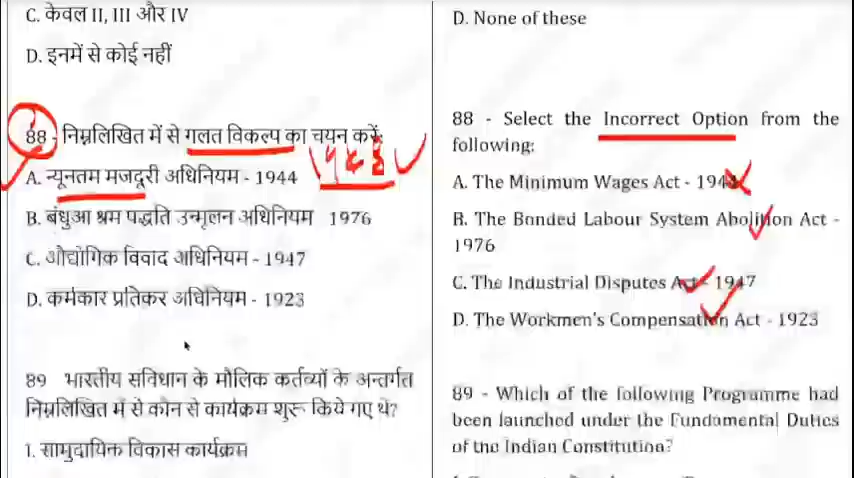 C. केवल II, III और IV
D. इनमें से कोई नहीं
88 - निम्नलिखित में से गलत विकल्प का चयन करें:
1948
A. न्यूनतम मजदूरी अधिनियम - 1944
B. बंधुआ श्रम पद्धति उन्मूलन अधिनियम 1976
C. औद्योगिक विवाद अधिनियम - 1947
D. कर्मकार प्रतिकर अधिनियम - 1923
89 भारतीय संविधान के मौलिक कर्तव्यों के अन्तर्गत
निम्नलिखित में से कौन से कार्यक्रम शुरू किये गए थे?
1. सामुदायिक विकास कार्यक्रम
D. None of these
88 - Select the Incorrect Option from the
following:
A. The Minimum Wages Act - 1944
B. The Bonded Labour System Abolition Act -
1976
C. The Industrial Disputes Act - 1947
D. The Workmen's Compensation Act - 1923
89 - Which of the following Programme had
been launched under the Fundamental Duties
of the Indian Constitution?